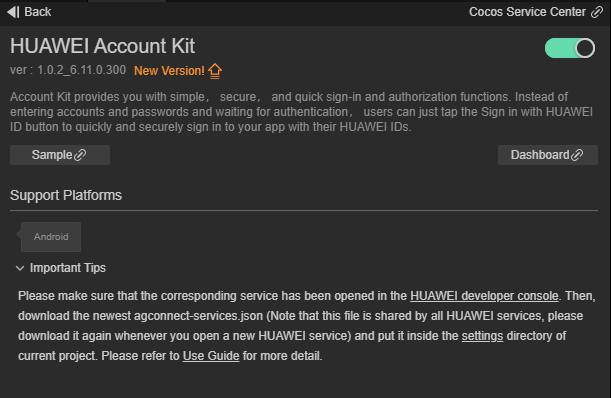 Back
Cocos Service Center
HUAWEI Account Kit
ver : 1.0.2_6.11.0.300 New Version!
Account Kit provides you with simple， secure， and quick sign-in and authorization functions. Instead of
entering accounts and passwords and waiting for authentication， users can just tap the Sign in with HUAWEI
ID button to quickly and securely sign in to your app with their HUAWEI IDs.
Sample
Dashboard
Support Platforms
Android
Important Tips
Please make sure that the corresponding service has been opened in the HUAWEI developer console. Then,
download the newest agconnect-services.json (Note that this file is shared by all HUAWEI services, please
download it again whenever you open a new HUAWEI service) and put it inside the settings directory of
current project. Please refer to Use Guide for more detail.